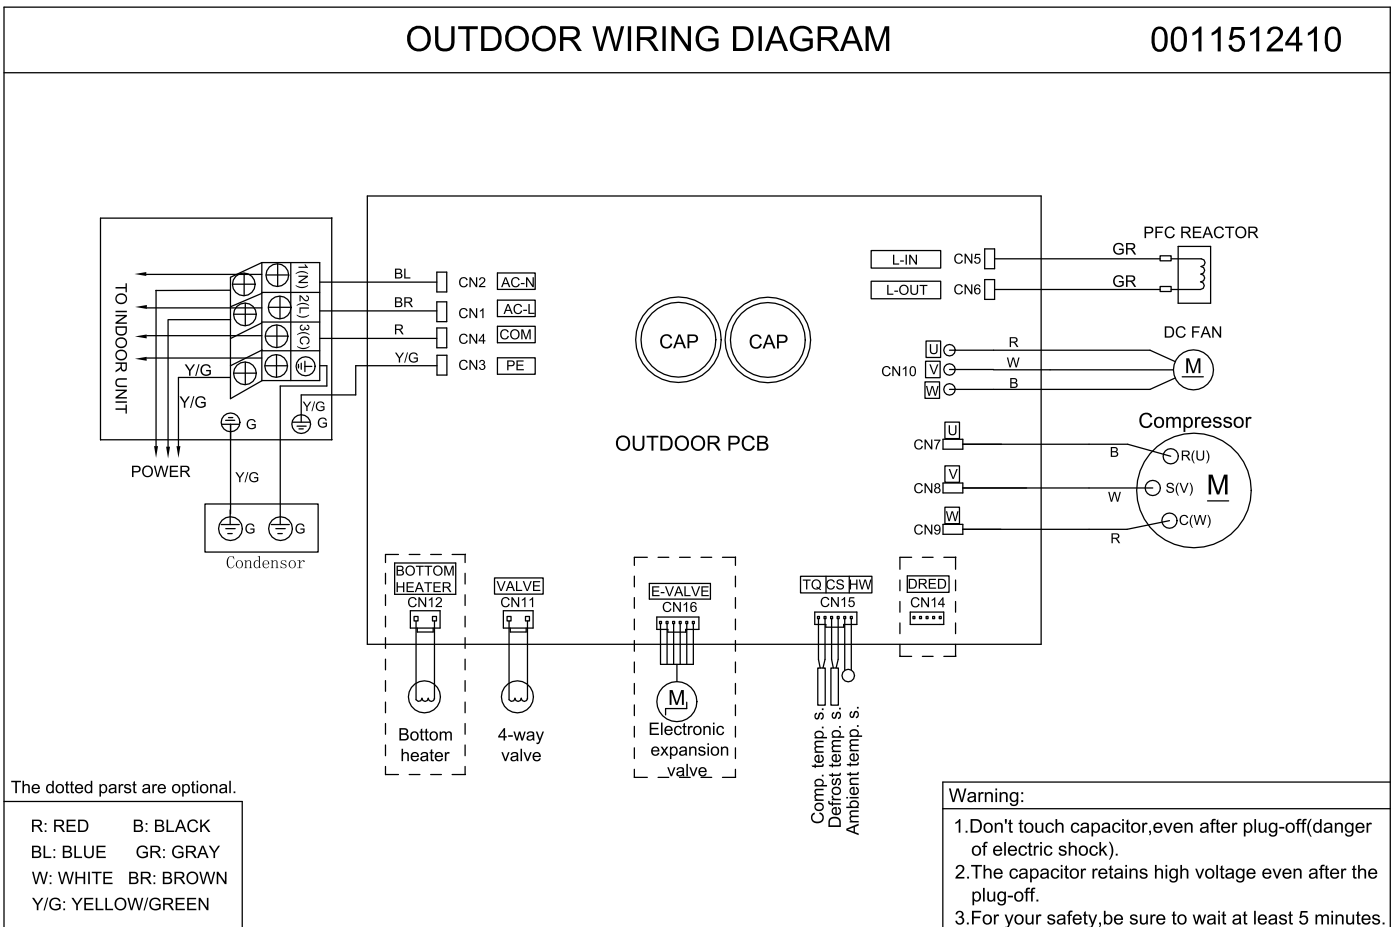 OUTDOOR WIRING DIAGRAM
0011512410
TO INDOOR UNIT
1(N)
2(L)
3(C)
Y/G
Y/G
Y/G
G
G
POWER
Y/G
G
G
Condensor
BL
CN2
AC-N
BR
CN1
AC-L
R
CN4
COM
Y/G
CN3
PE
CAP
CAP
OUTDOOR PCB
PFC REACTOR
L-IN
CN5
GR
L-OUT
CN6
GR
DC FAN
CN10
U
R
V
W
W
B
M
Compressor
U
CN7
B
R(U)
V
CN8
W
S(V)
M
W
CN9
R
C(W)
BOTTOM
HEATER
CN12
Bottom
heater
VALVE
CN11
4-way
valve
E-VALVE
CN16
M
Electronic
expansion
valve
TQ CS HW
CN15
Comp. temp. s.
Defrost temp. s.
Ambient temp. s.
DRED
CN14
The dotted parst are optional.
R: RED B: BLACK
BL: BLUE GR: GRAY
W: WHITE BR: BROWN
Y/G: YELLOW/GREEN
Warning:
1.Don't touch capacitor,even after plug-off(danger
of electric shock).
2.The capacitor retains high voltage even after the
plug-off.
3.For your safety,be sure to wait at least 5 minutes.